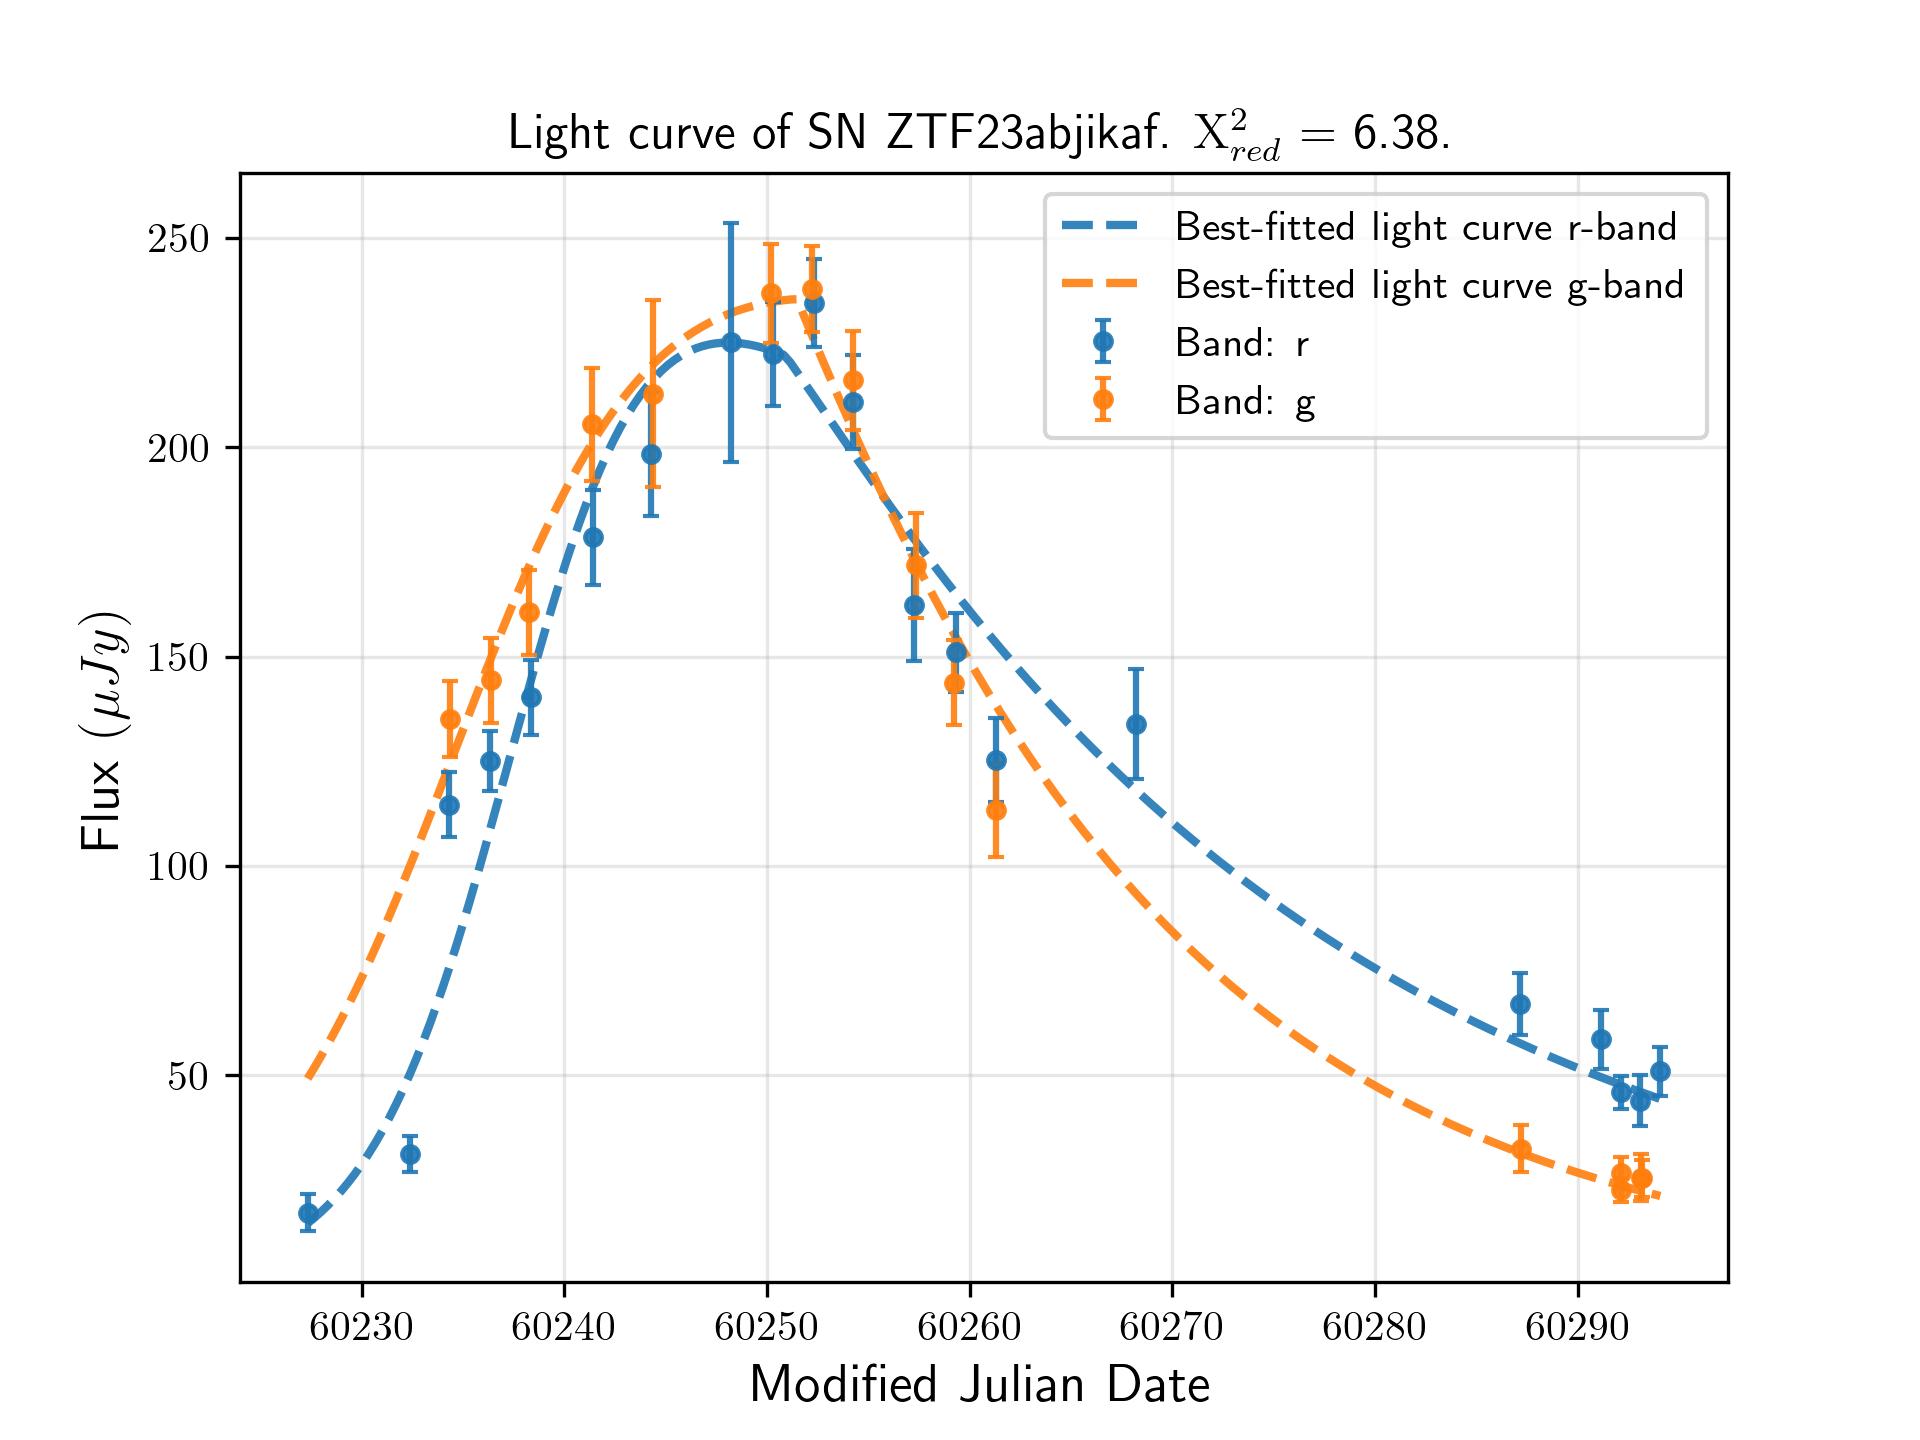 Light curve of SN ZTF23abjikaf. X²_red = 6.38.
Best-fitted light curve r-band
Best-fitted light curve g-band
Band: r
Band: g
250
200
150
100
50
Flux (μJy)
60230 60240 60250 60260 60270 60280 60290
Modified Julian Date